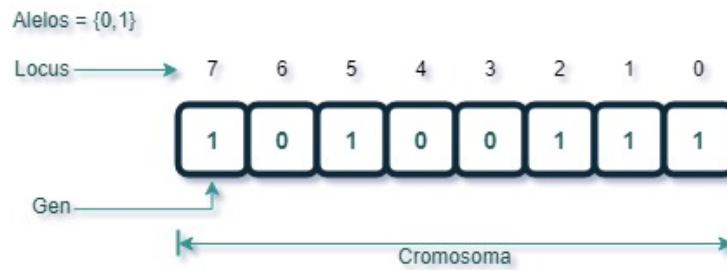 Alelos = {0,1}
Locus 7 6 5 4 3 2 1 0
1 0 1 0 0 1 1 1
Gen
Cromosoma